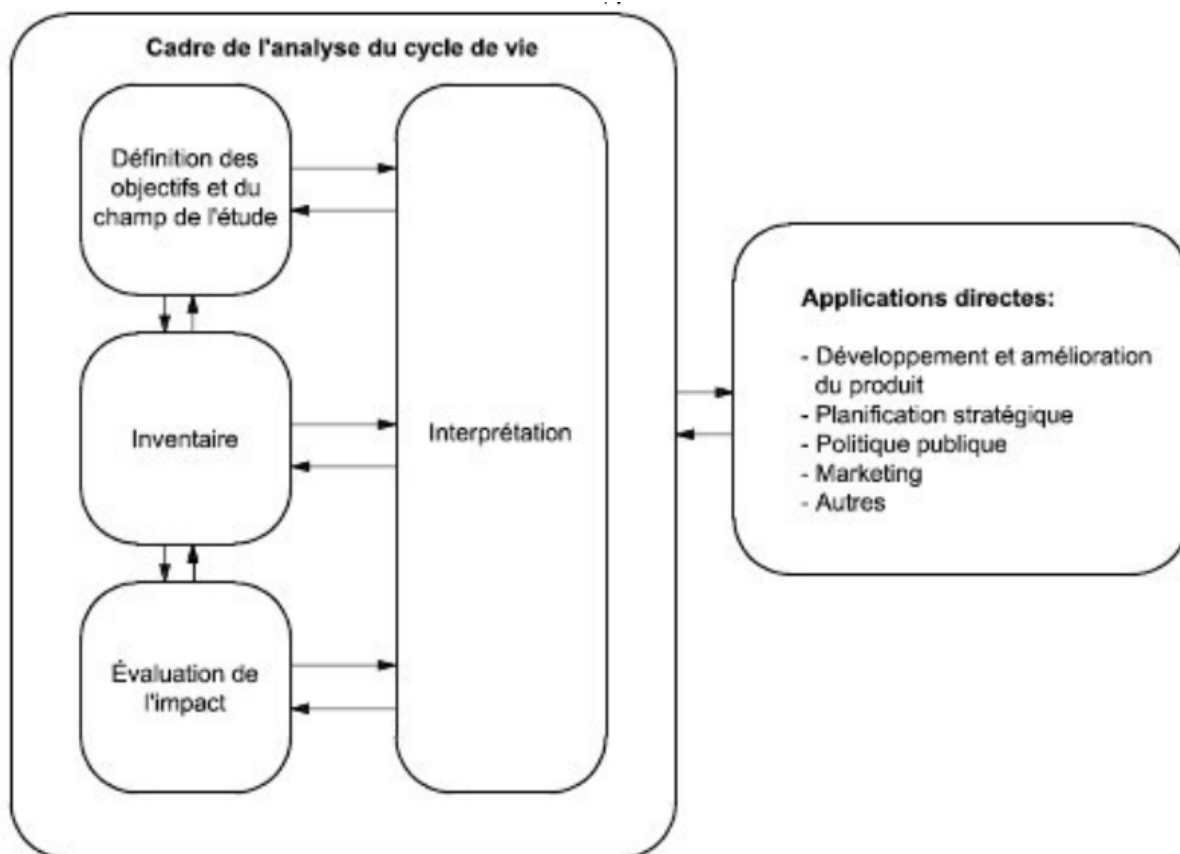 Cadre de l'analyse du cycle de vie
Définition des
objectifs et du
champ de l'étude
Inventaire
Évaluation de
l'impact
Interprétation
Applications directes:
- Développement et amélioration
du produit
- Planification stratégique
- Politique publique
- Marketing
- Autres